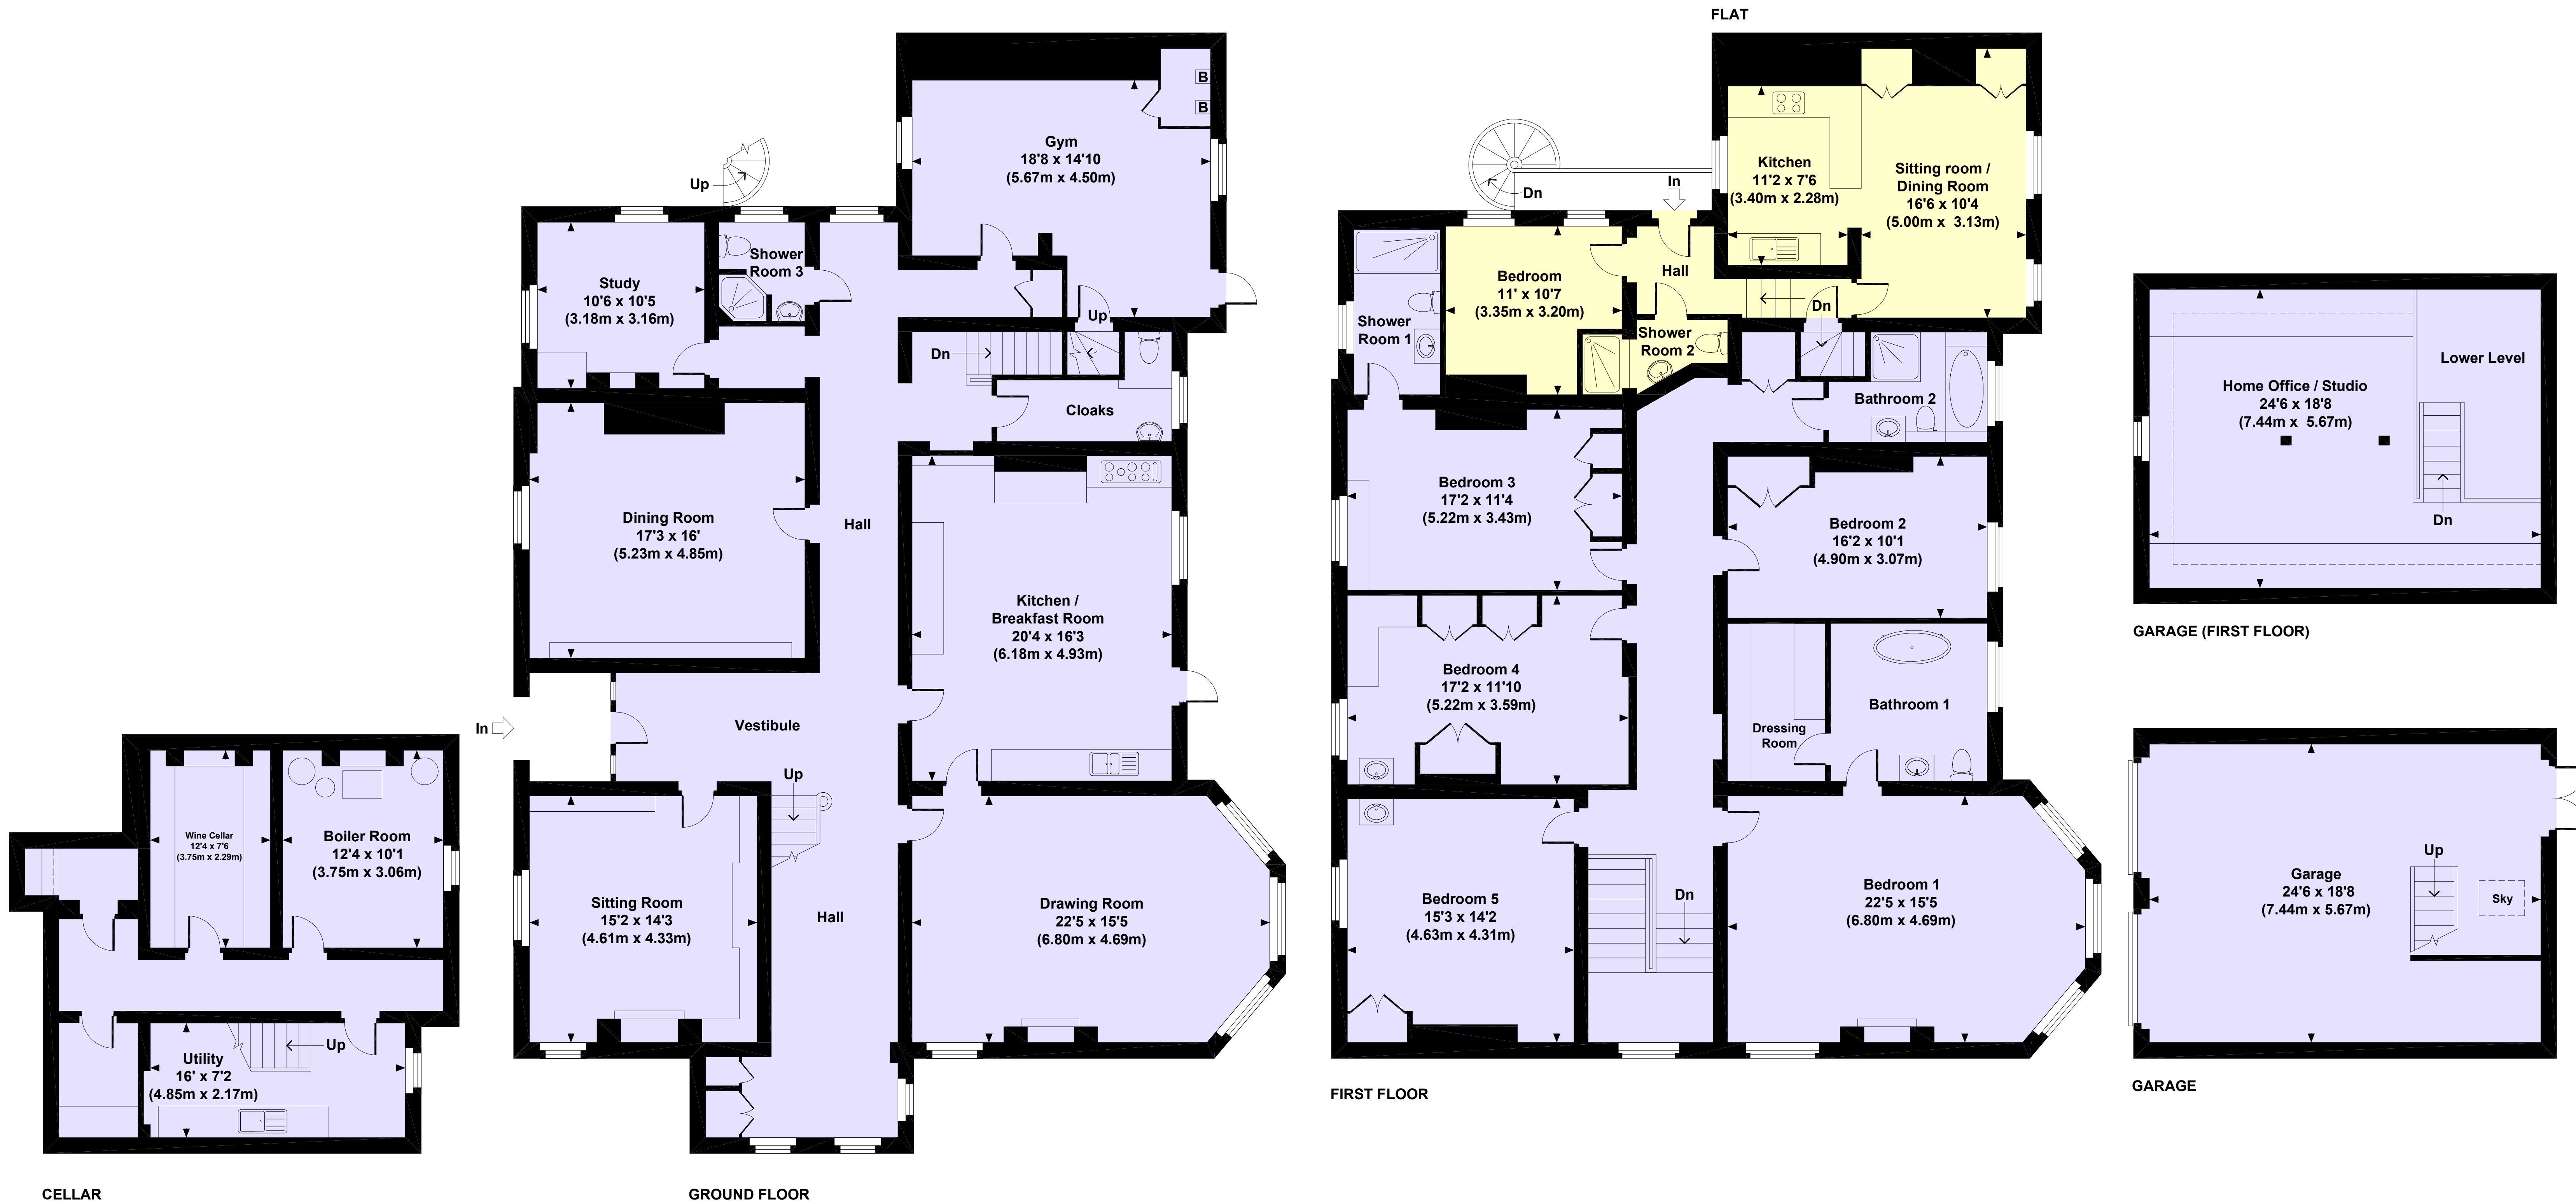 FLAT
B
B
Gym
18'8 x 14'10
(5.67m x 4.50m)
Up
Shower
Room 3
Study
10'6 x 10'5
(3.18m x 3.16m)
Up
Dn
Cloaks
Dining Room
17'3 x 16'
(5.23m x 4.85m)
Hall
Kitchen /
Breakfast Room
20'4 x 16'3
(6.18m x 4.93m)
In
Vestibule
Up
Sitting Room
15'2 x 14'3
(4.61m x 4.33m)
Hall
Drawing Room
22'5 x 15'5
(6.80m x 4.69m)
GROUND FLOOR
Wine Cellar
12'4 x 7'6
(3.75m x 2.29m)
Boiler Room
12'4 x 10'1
(3.75m x 3.06m)
Utility
16' x 7'2
(4.85m x 2.17m)
Up
CELLAR
Kitchen
11'2 x 7'6
(3.40m x 2.28m)
Sitting room /
Dining Room
16'6 x 10'4
(5.00m x 3.13m)
Dn
In
Bedroom
11' x 10'7
(3.35m x 3.20m)
Hall
Dn
Shower
Room 1
Shower
Room 2
Bathroom 2
Bedroom 3
17'2 x 11'4
(5.22m x 3.43m)
Bedroom 2
16'2 x 10'1
(4.90m x 3.07m)
Bedroom 4
17'2 x 11'10
(5.22m x 3.59m)
Dressing
Room
Bathroom 1
Bedroom 5
15'3 x 14'2
(4.63m x 4.31m)
Dn
Bedroom 1
22'5 x 15'5
(6.80m x 4.69m)
FIRST FLOOR
Home Office / Studio
24'6 x 18'8
(7.44m x 5.67m)
Lower Level
Dn
GARAGE (FIRST FLOOR)
Garage
24'6 x 18'8
(7.44m x 5.67m)
Up
Sky
GARAGE